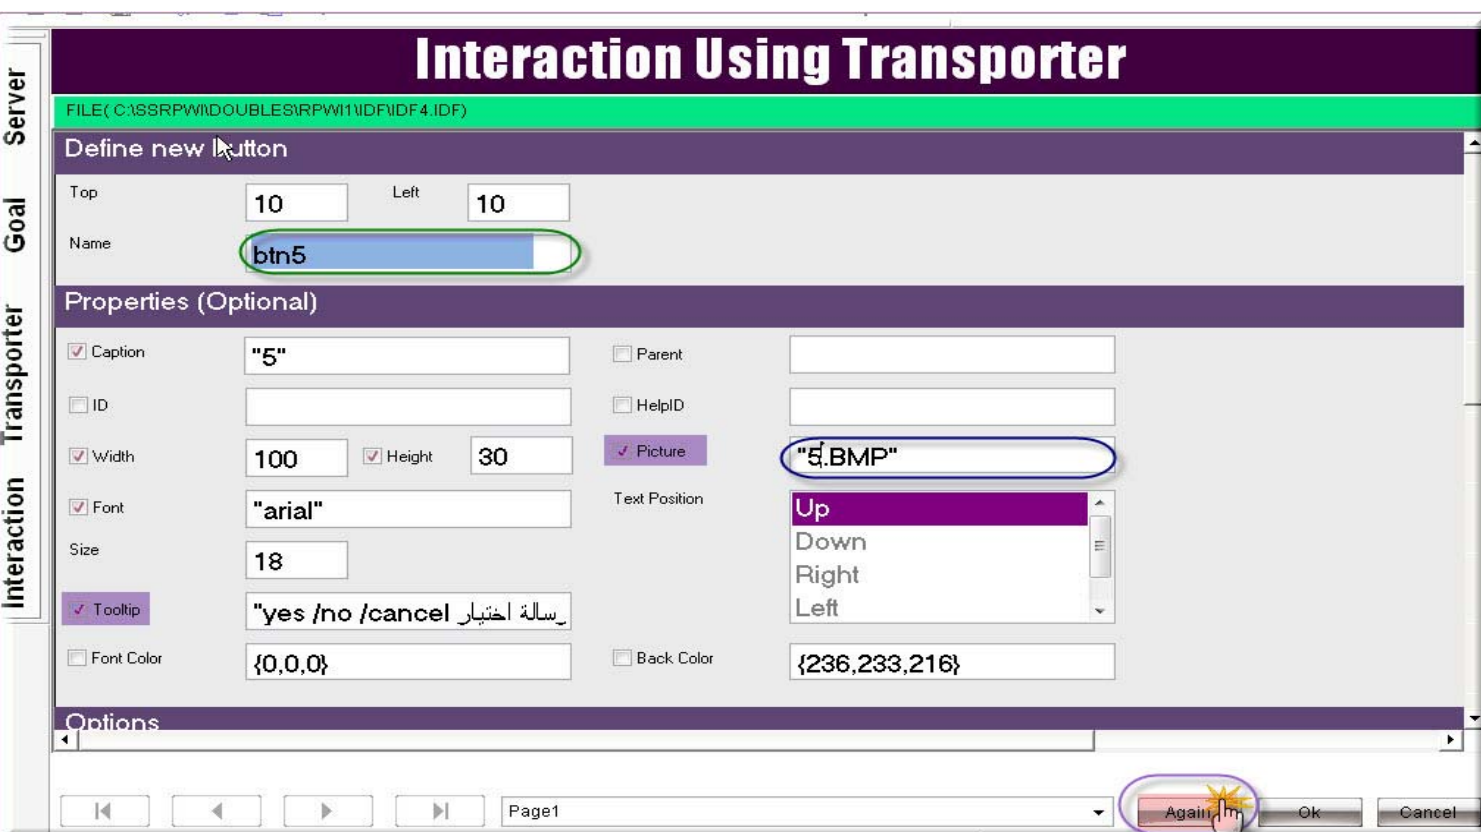 Interaction Using Transporter
Server
Goal
Transporter
Interaction
FILE( C:\SSRPWI\DOUBLES\RPWI1\IDF\IDF4.IDF)
Define new button
Top 10 Left 10
Name btn5
Properties (Optional)
Caption "5" Parent
ID HelpID
Width 100 Height 30 Picture "5.BMP"
Font "arial" Text Position Up
Down
Size 18 Right
Left
Tooltip "yes /no /cancel رسالة اختيار
Font Color {0,0,0} Back Color {236,233,216}
Options
Page1 Again Ok Cancel